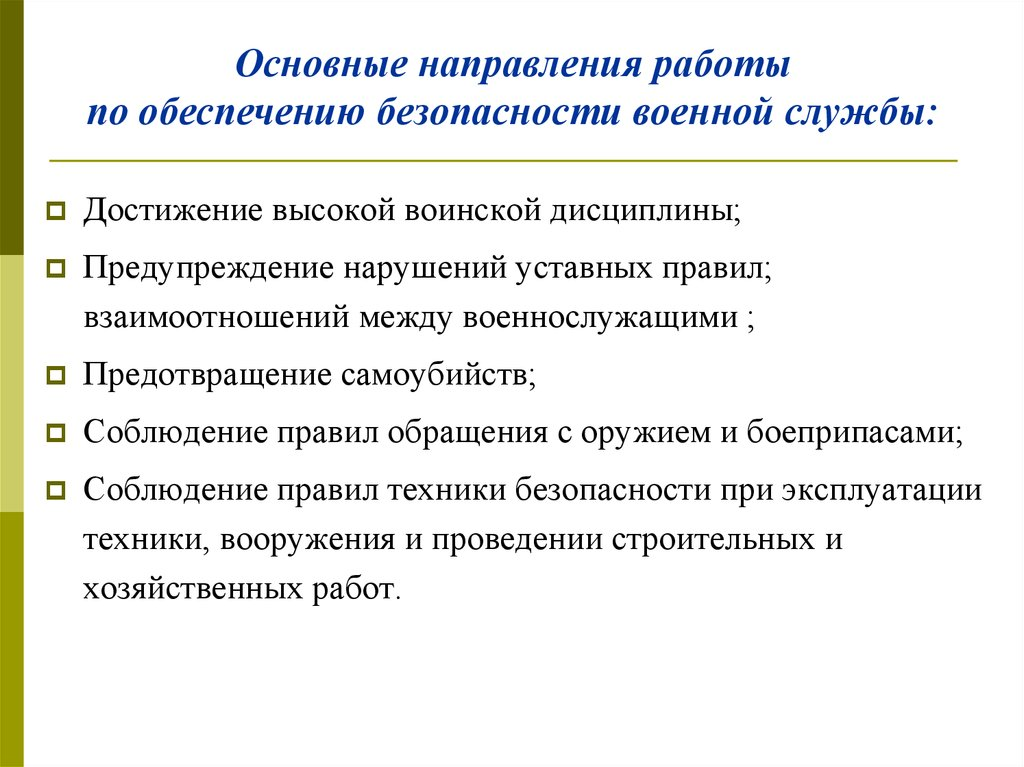 Основные направления работы
по обеспечению безопасности военной службы:
Достижение высокой воинской дисциплины;
Предупреждение нарушений уставных правил;
взаимоотношений между военнослужащими ;
Предотвращение самоубийств;
Соблюдение правил обращения с оружием и боеприпасами;
Соблюдение правил техники безопасности при эксплуатации
техники, вооружения и проведении строительных и
хозяйственных работ.